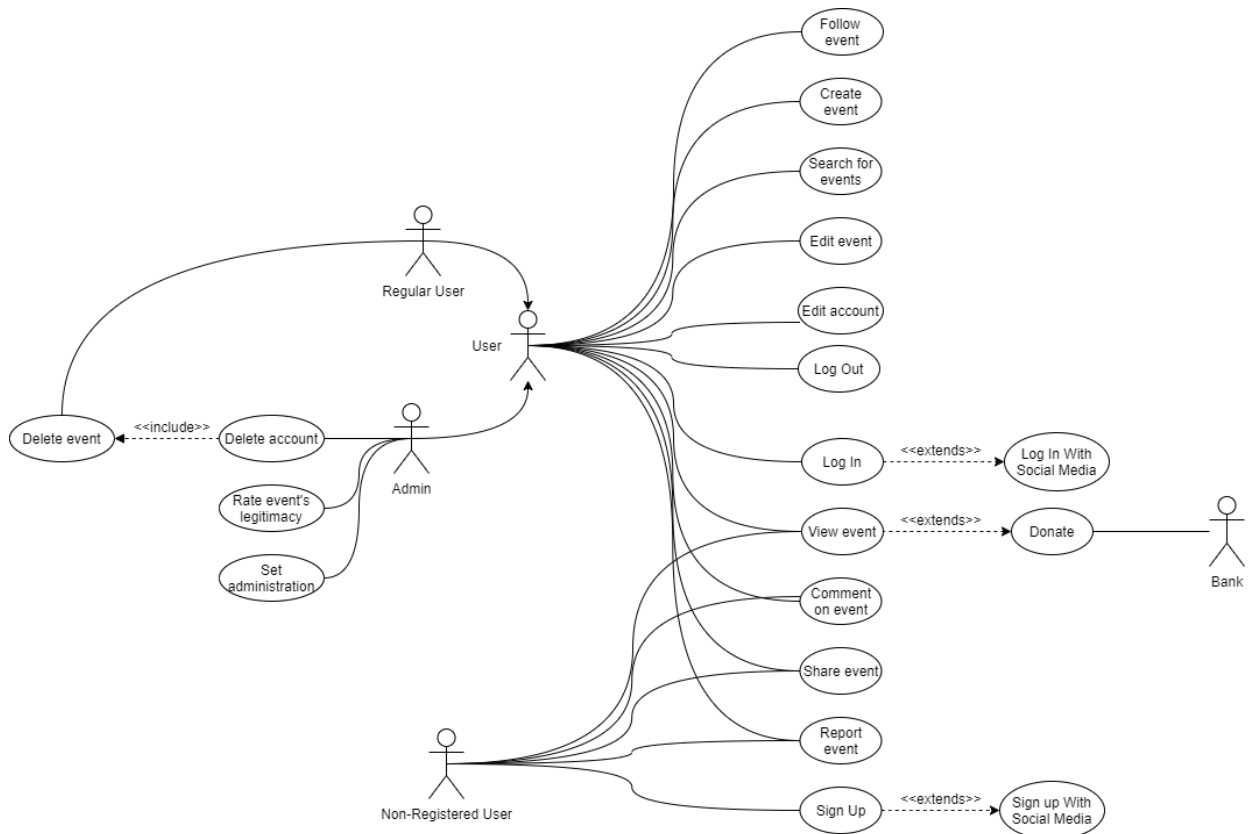 Follow
event
Create
event
Search for
events
Edit event
Regular User
Edit account
User
Log Out
Delete event
<<include>>
Delete account
Admin
Log In
<<extends>>
Log In With
Social Media
Rate event's
legitimacy
View event
<<extends>>
Donate
Bank
Set
administration
Comment
on event
Share event
Report
event
Non-Registered User
Sign Up
<<extends>>
Sign up With
Social Media